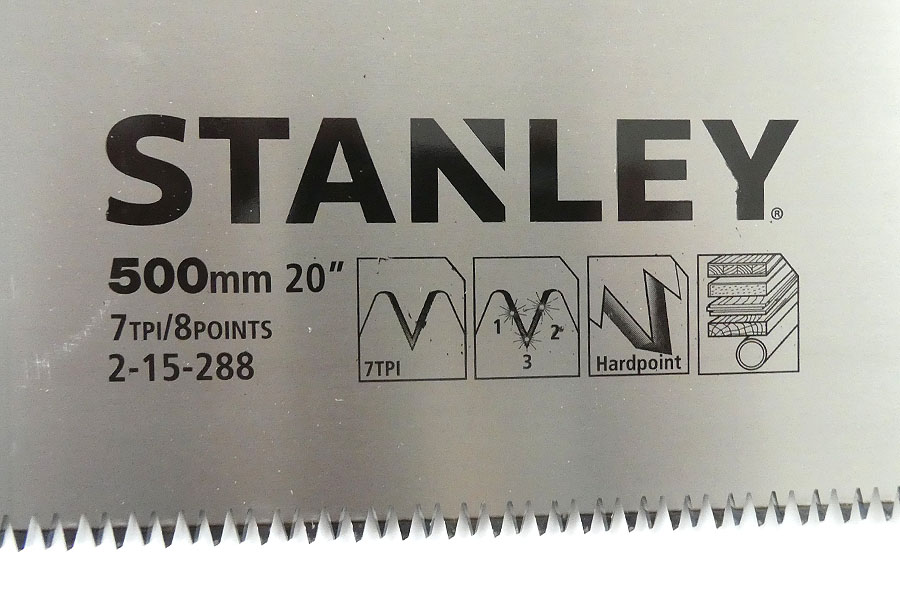 STANLEY®
500mm 20"
7TPI/8POINTS
2-15-288
7TPI
1 2
3
Hardpoint